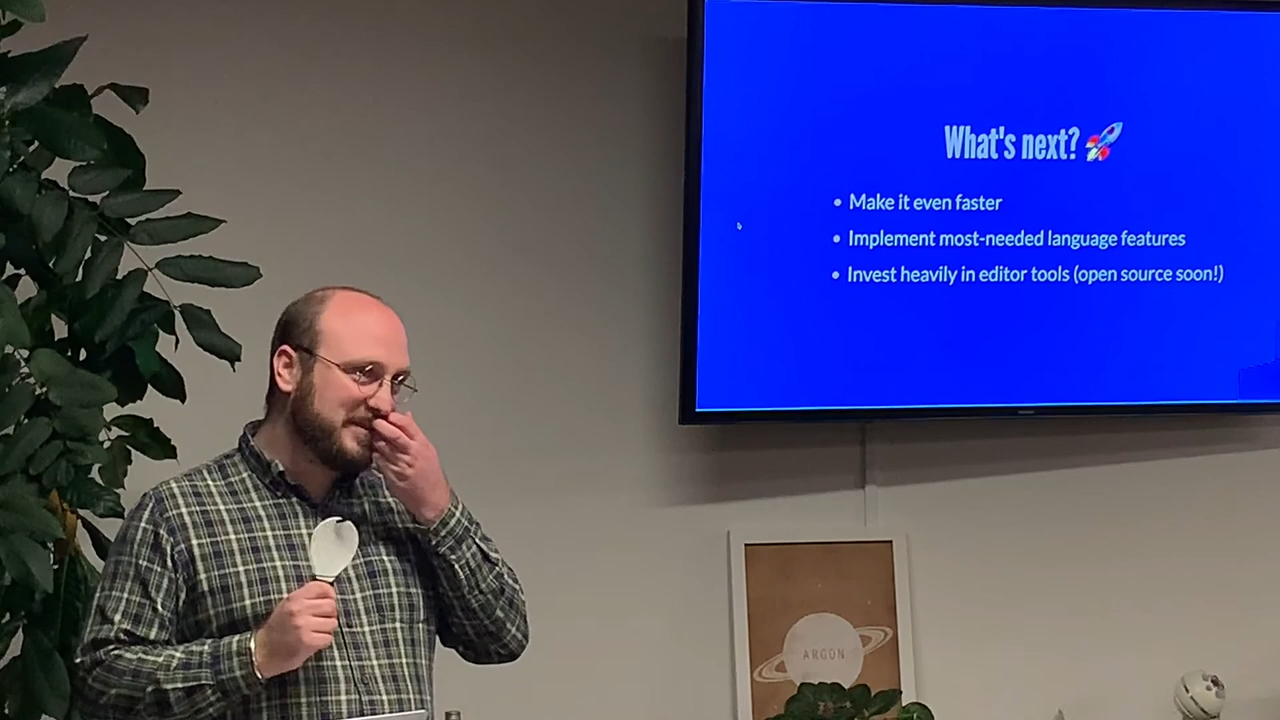 What's next? 🚀
• Make it even faster
• Implement most-needed language features
• Invest heavily in editor tools (open source soon!)
ARGON